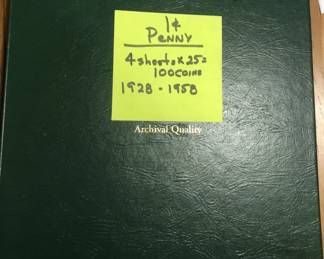 1¢
PENNY
4 sheets x 25=
100 COINS
1928 - 1958
Archival Quality